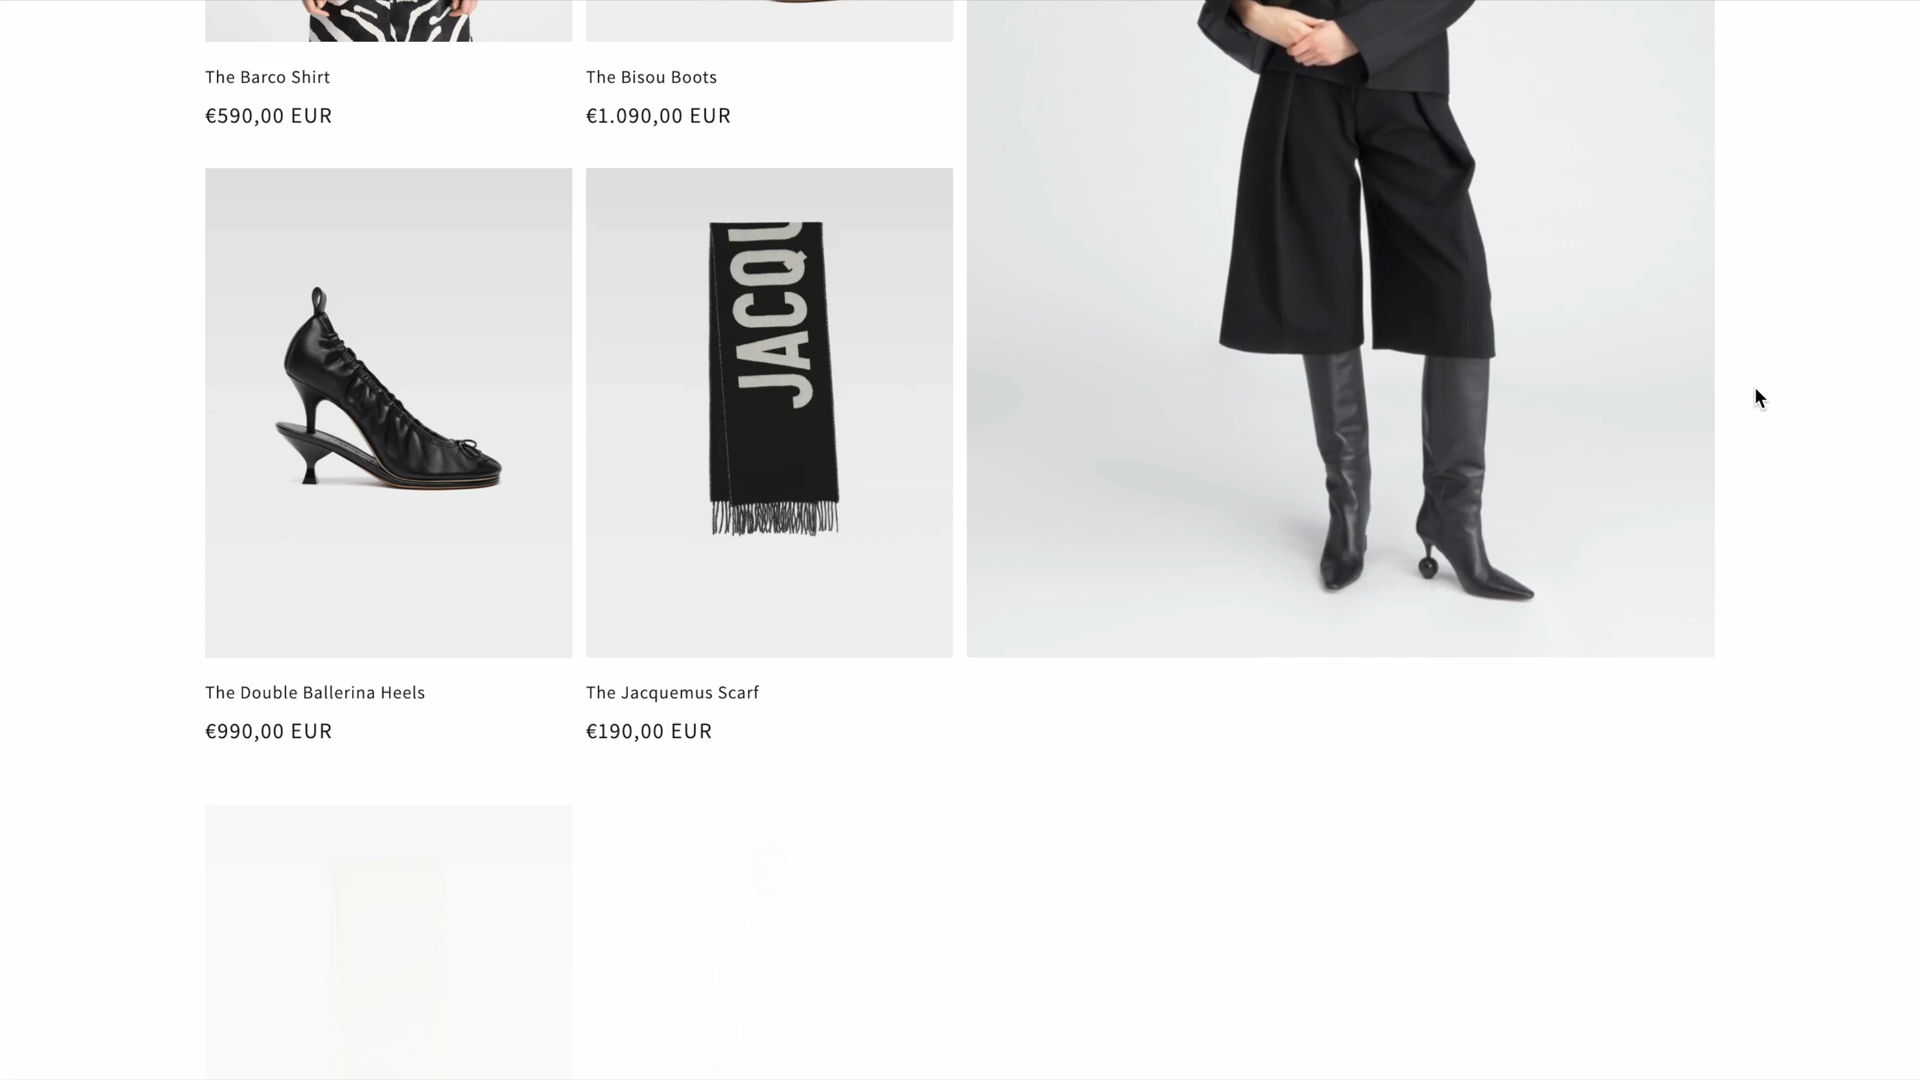 The Barco Shirt
€590,00 EUR
The Bisou Boots
€1.090,00 EUR
JACQU
The Double Ballerina Heels
€990,00 EUR
The Jacquemus Scarf
€190,00 EUR